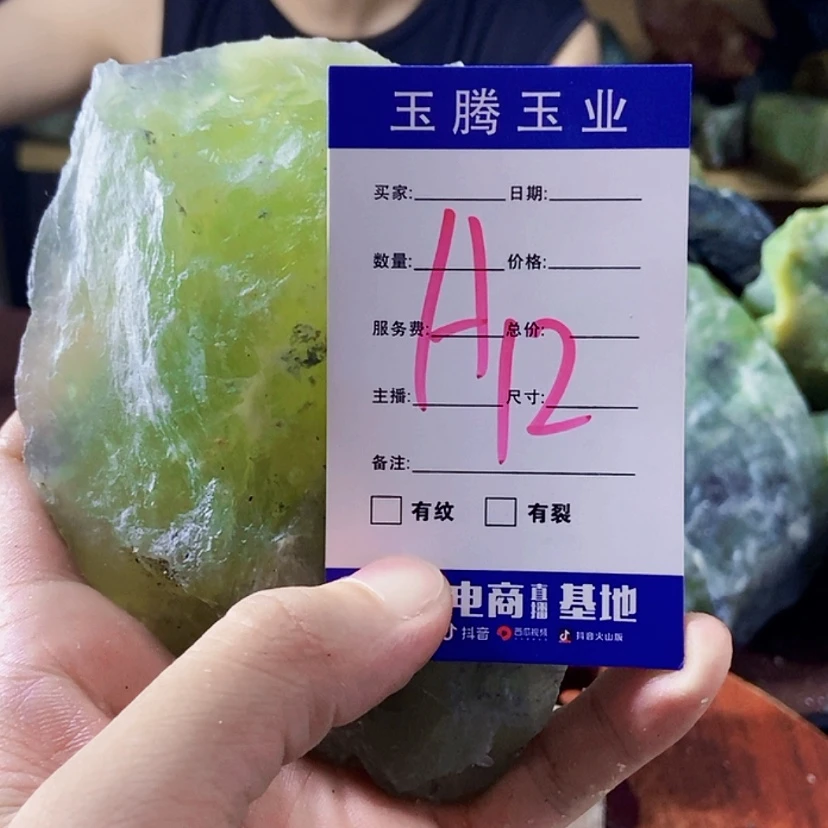 玉腾玉业
买家: 日期:
数量: 价格:
服务费: 总价:
主播: 尺寸:
A12
备注:
有纹 有裂
电商直播基地
抖音 西瓜视频 抖音火山版